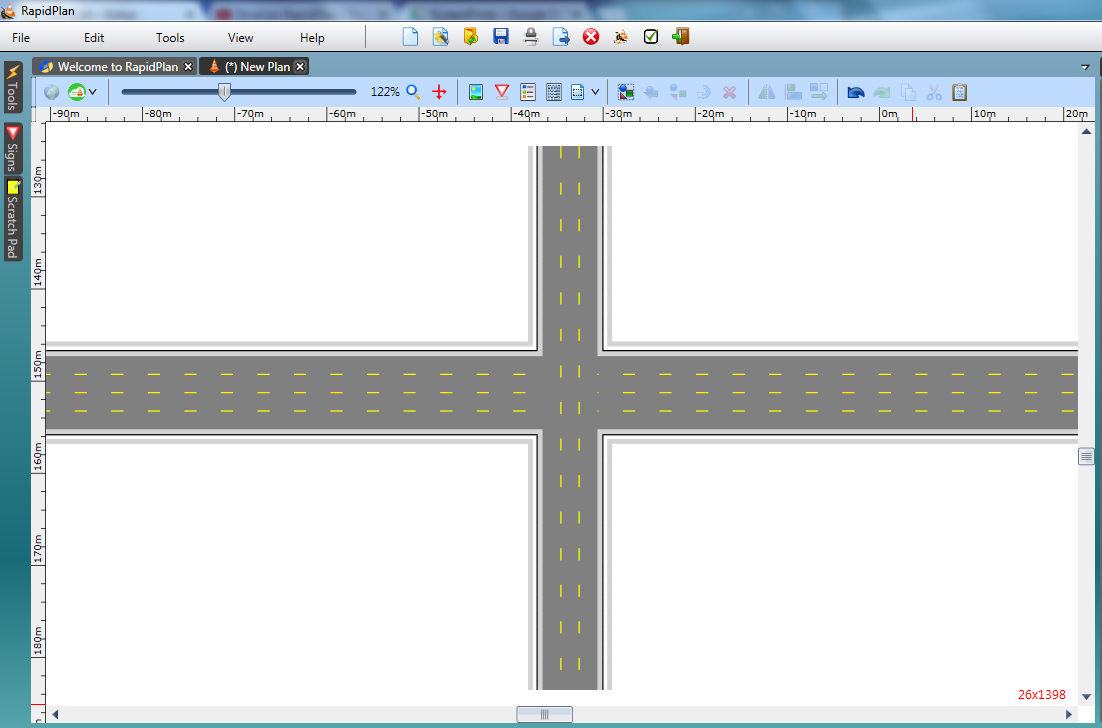 RapidPlan
File Edit Tools View Help
Welcome to RapidPlan (*) New Plan
122%
-90m -80m -70m -60m -50m -40m -30m -20m -10m 0m 10m 20m
Tools
Signs
Scratch Pad
130m
140m
150m
160m
170m
180m
26x1398